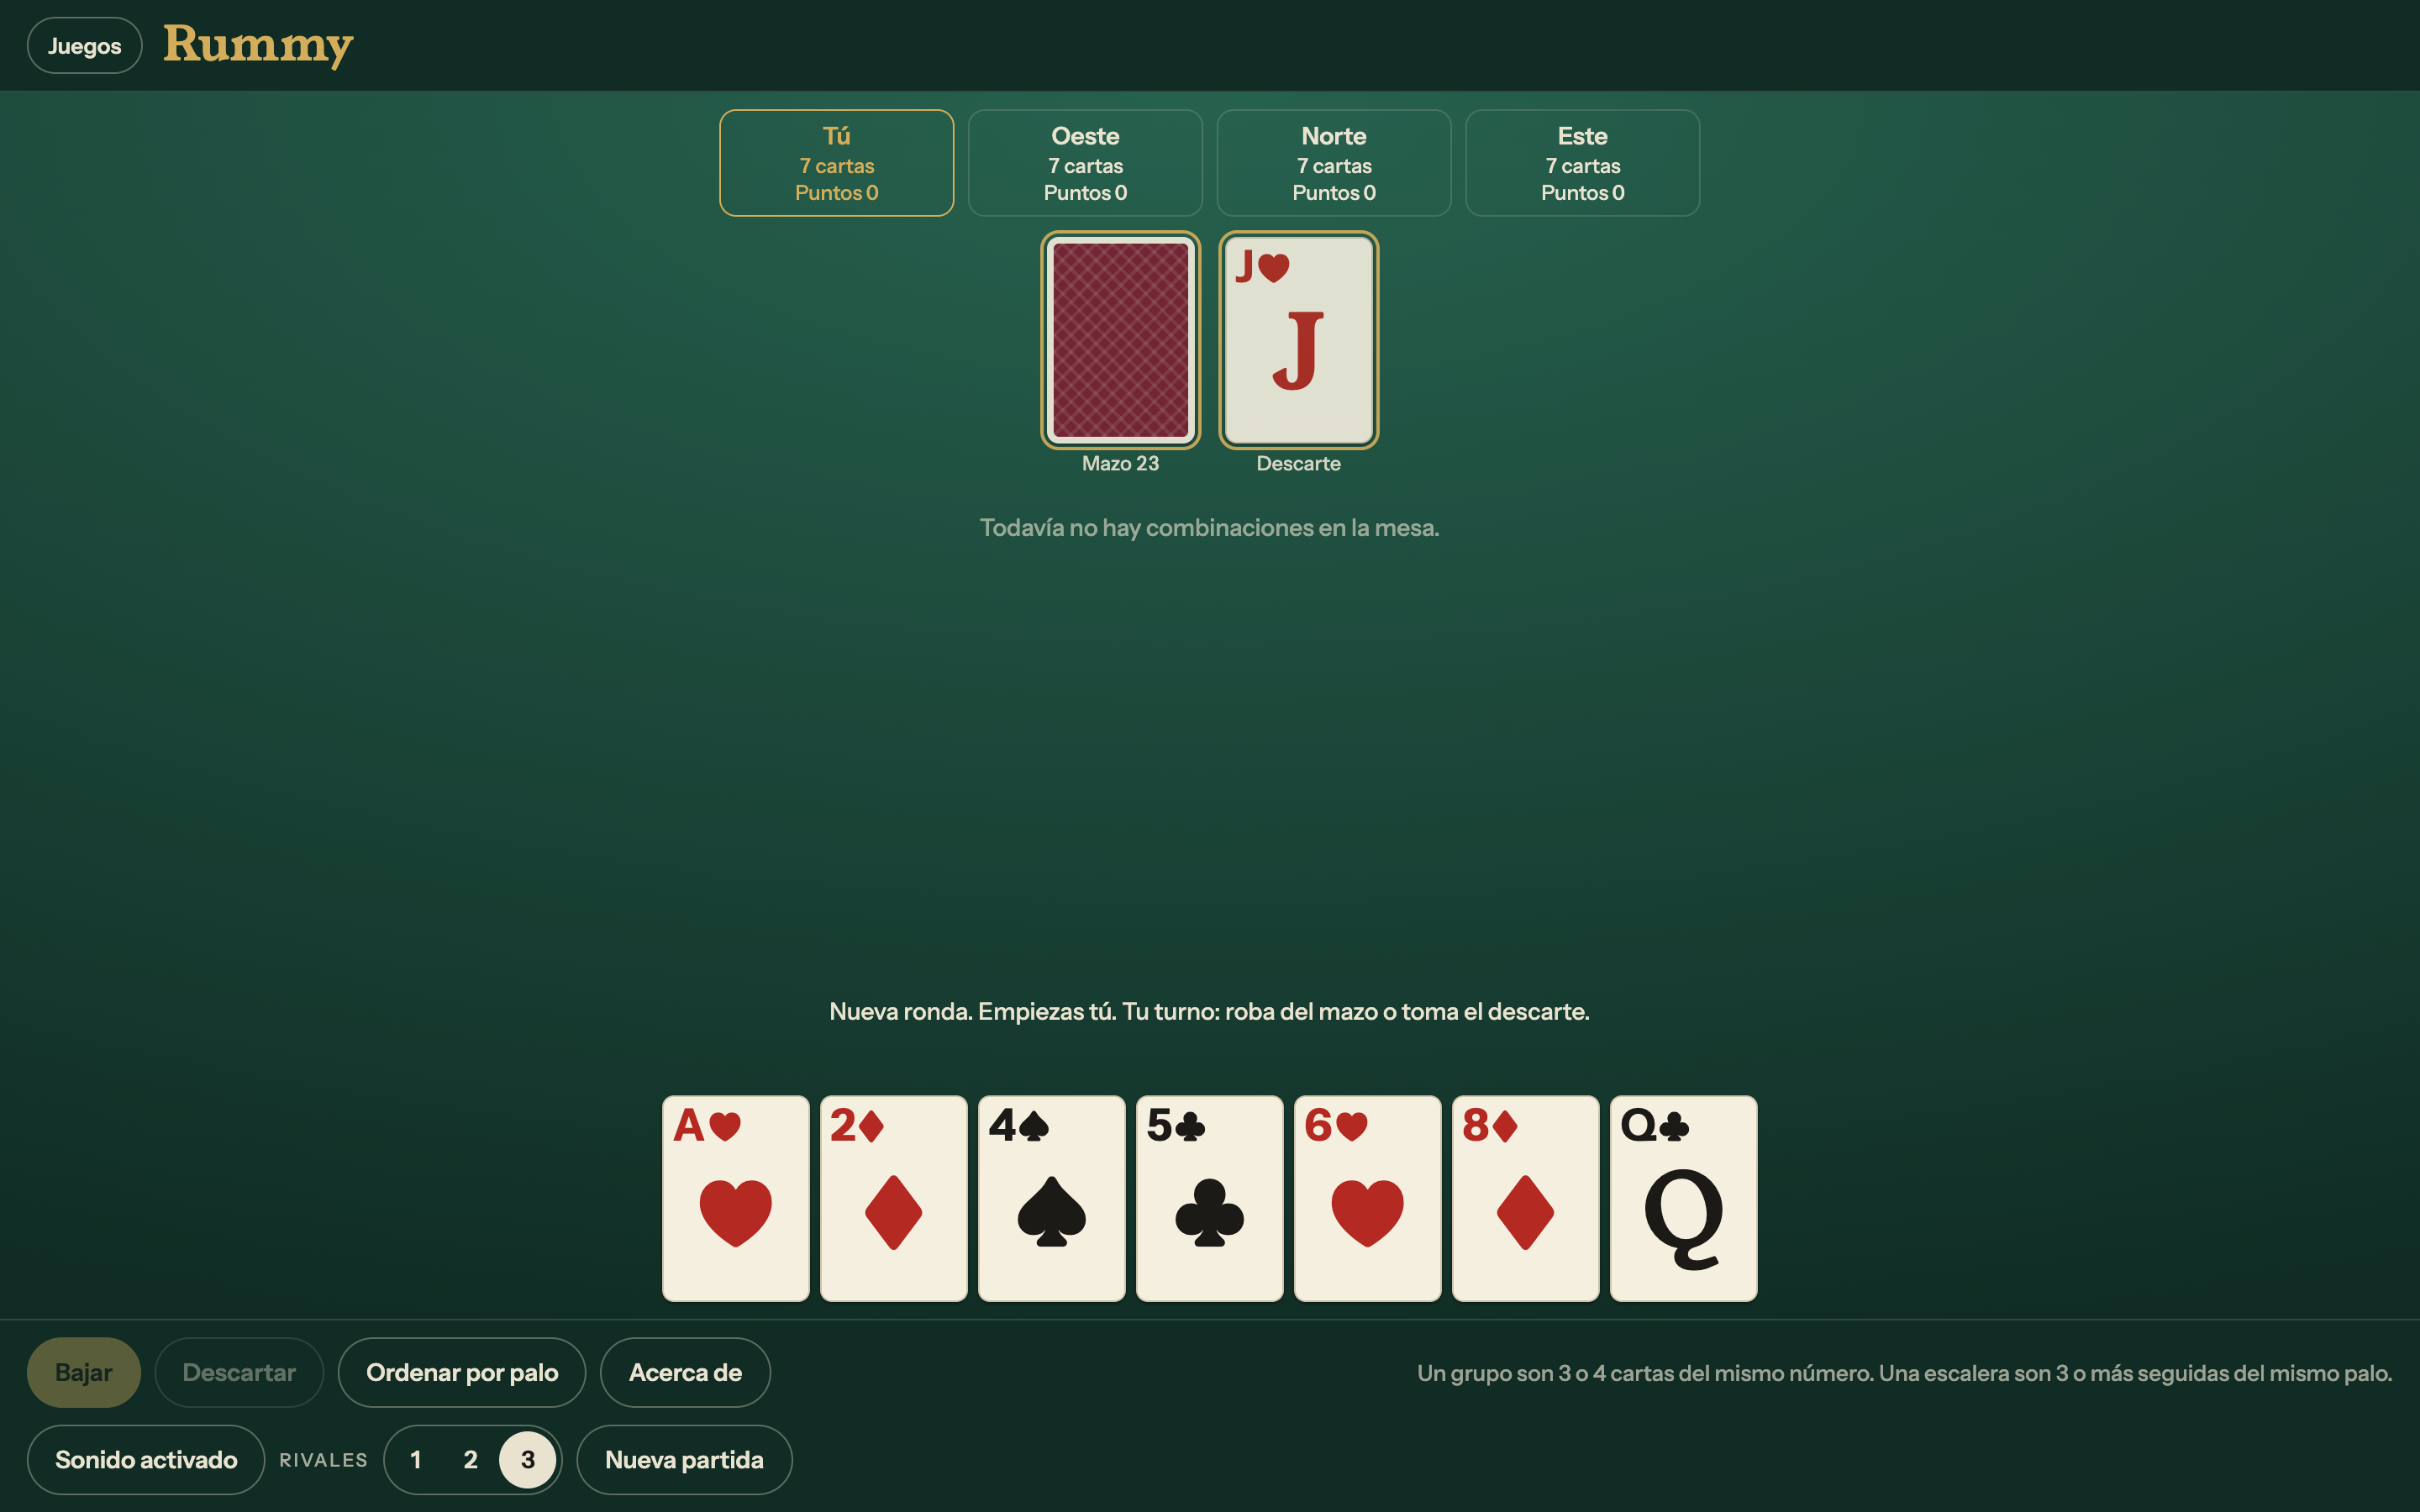 Juegos
Rummy
Tú
7 cartas
Puntos 0
Oeste
7 cartas
Puntos 0
Norte
7 cartas
Puntos 0
Este
7 cartas
Puntos 0
J♥
J
Mazo 23
Descarte
Todavía no hay combinaciones en la mesa.
Nueva ronda. Empiezas tú. Tu turno: roba del mazo o toma el descarte.
A♥
2♦
4♠
5♣
6♥
8♦
Q♣
Q
Bajar
Descartar
Ordenar por palo
Acerca de
Un grupo son 3 o 4 cartas del mismo número. Una escalera son 3 o más seguidas del mismo palo.
Sonido activado
RIVALES
1
2
3
Nueva partida